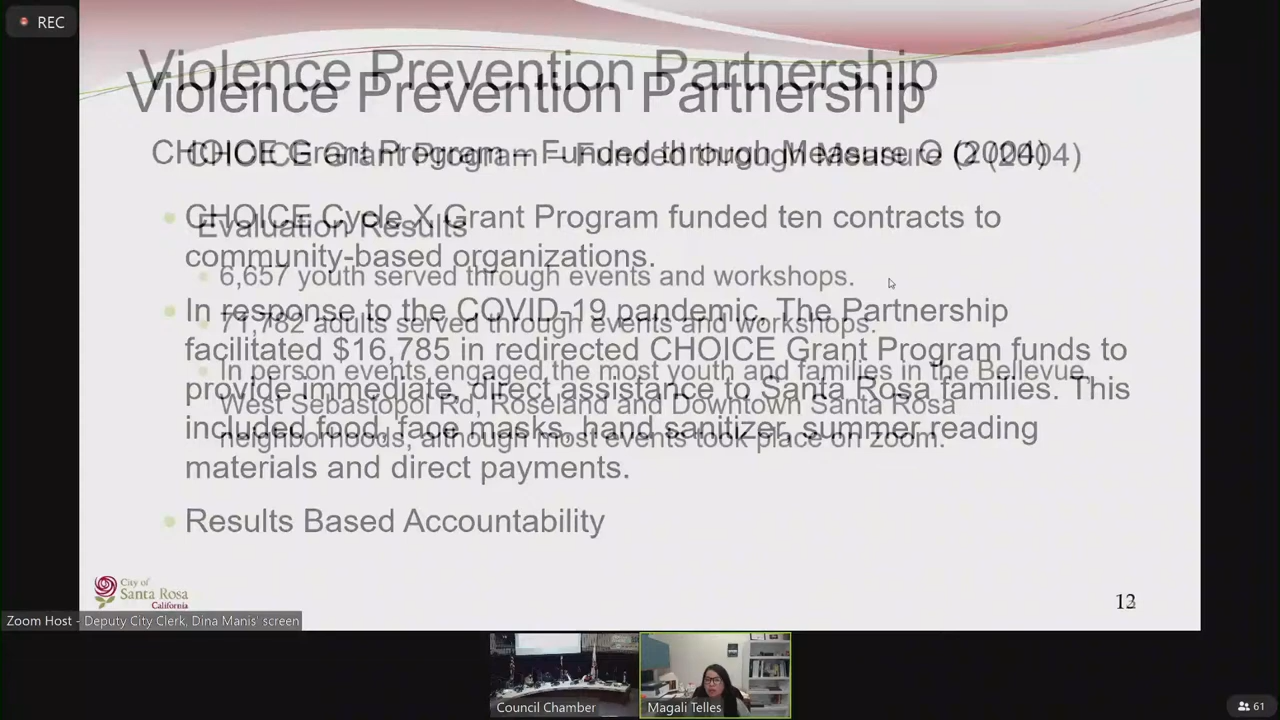 REC
Violence Prevention Partnership
Violence Prevention Partnership
CHOICE Grant Program – Funded through Measure O (2004)
CHOICE Grant Program – Funded through Measure O (2004)
CHOICE Cycle X Grant Program funded ten contracts to
community-based organizations.
In response to the COVID-19 pandemic, The Partnership
facilitated $16,785 in redirected CHOICE Grant Program funds to
provide immediate, direct assistance to Santa Rosa families. This
included food, face masks, hand sanitizer, summer reading
materials and direct payments.
Results Based Accountability
Evaluation Results
6,657 youth served through events and workshops.
71,782 adults served through events and workshops.
In person events engaged the most youth and families in the Bellevue,
West Sebastopol Rd, Roseland and Downtown Santa Rosa
neighborhoods, although most events took place on zoom.
City of
Santa Rosa
California
Zoom Host - Deputy City Clerk, Dina Manis' screen
Council Chamber
Magali Telles
61